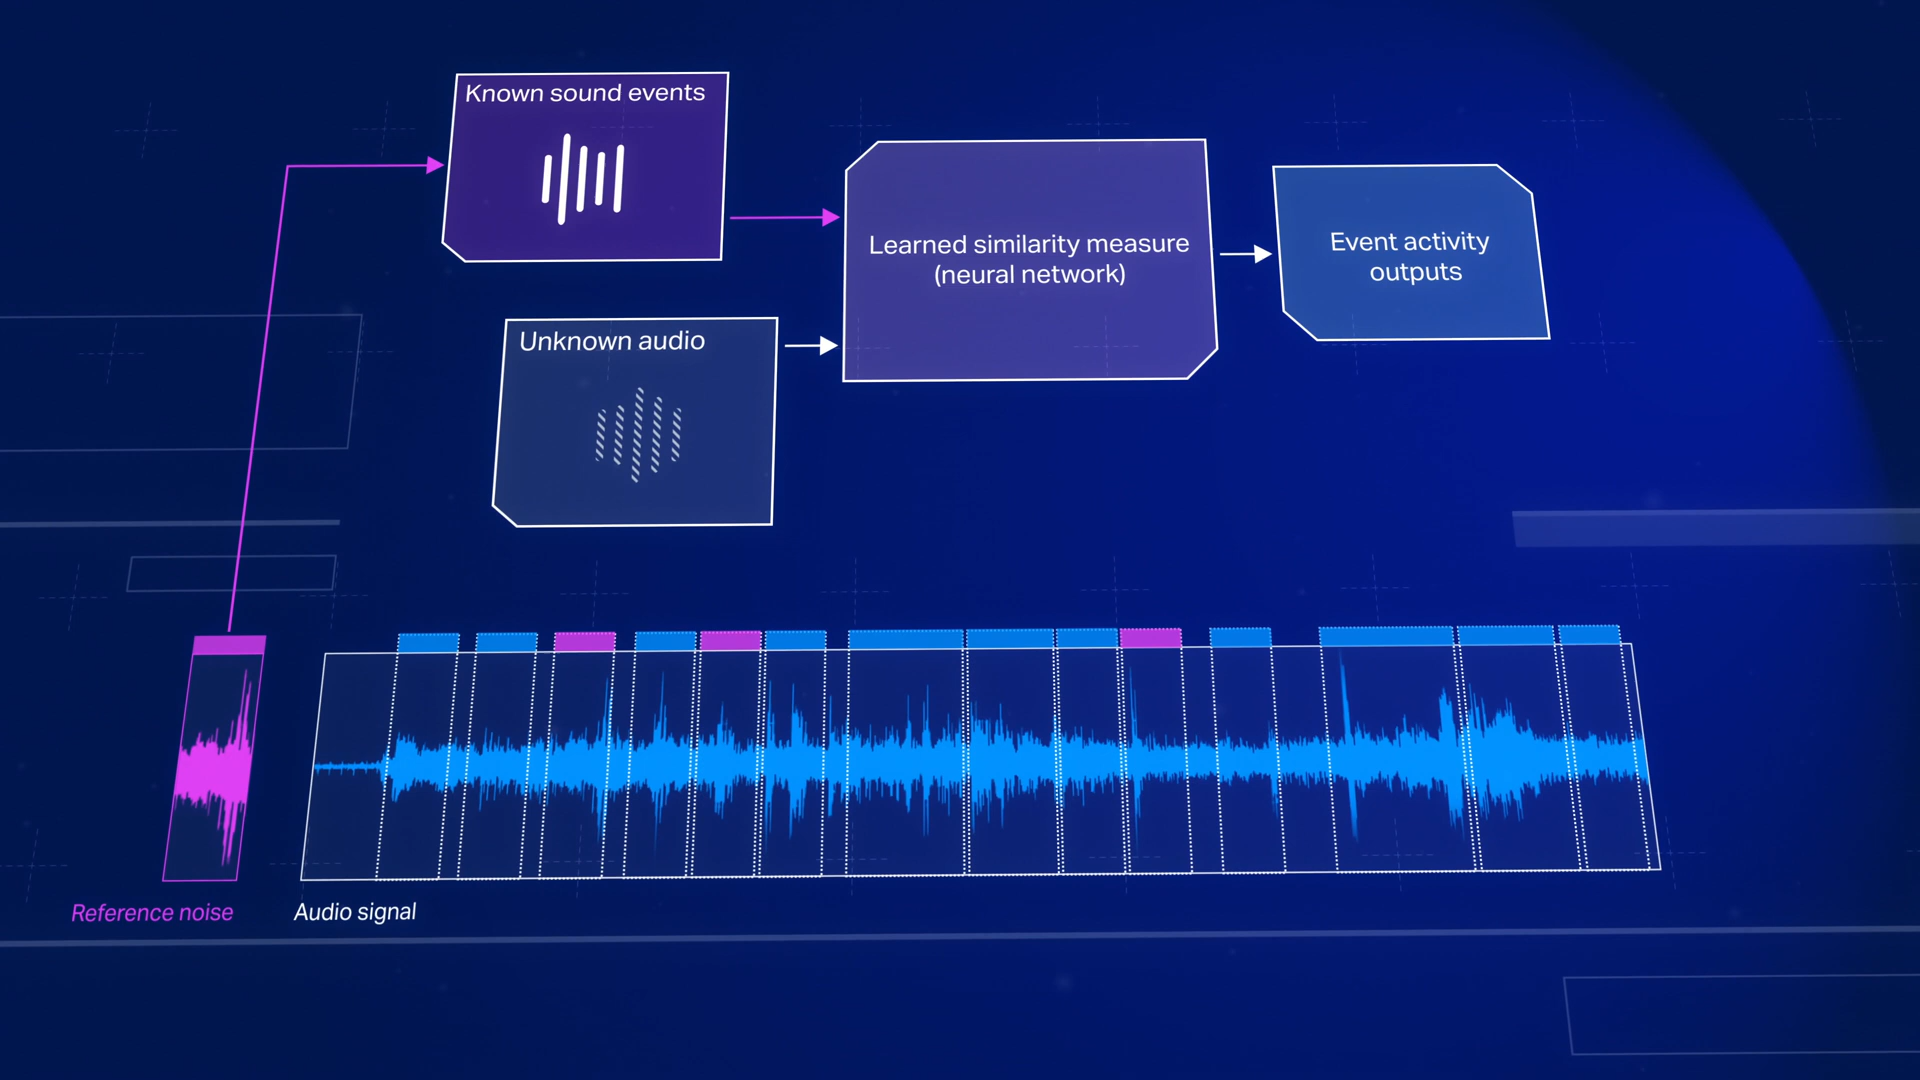 Known sound events
Learned similarity measure
(neural network)
Event activity
outputs
Unknown audio
Reference noise
Audio signal